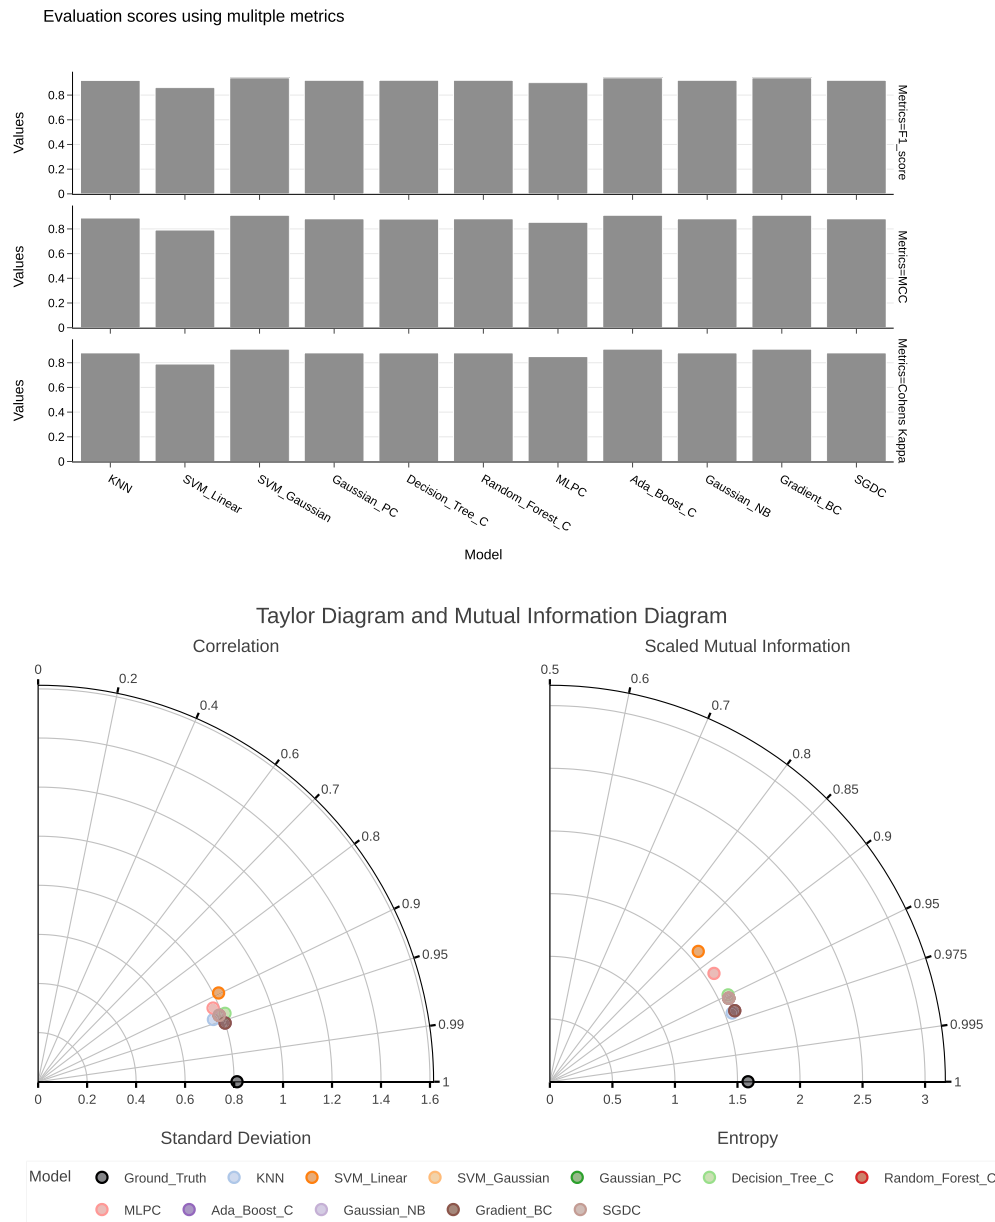 Evaluation scores using mulitple metrics
Values
0.8
0.6
0.4
0.2
0
Metrics=F1_score
Values
0.8
0.6
0.4
0.2
0
Metrics=MCC
Values
0.8
0.6
0.4
0.2
0
Metrics=Cohens Kappa
KNN
SVM_Linear
SVM_Gaussian
Gaussian_PC
Decision_Tree_C
Random_Forest_C
MLPC
Ada_Boost_C
Gaussian_NB
Gradient_BC
SGDC
Model
Taylor Diagram and Mutual Information Diagram
Correlation
0
0.2
0.4
0.6
0.7
0.8
0.9
0.95
0.99
1
0 0.2 0.4 0.6 0.8 1 1.2 1.4 1.6
Standard Deviation
Scaled Mutual Information
0.5
0.6
0.7
0.8
0.85
0.9
0.95
0.975
0.995
1
0 0.5 1 1.5 2 2.5 3
Entropy
Model Ground_Truth KNN SVM_Linear SVM_Gaussian Gaussian_PC Decision_Tree_C Random_Forest_C
MLPC Ada_Boost_C Gaussian_NB Gradient_BC SGDC